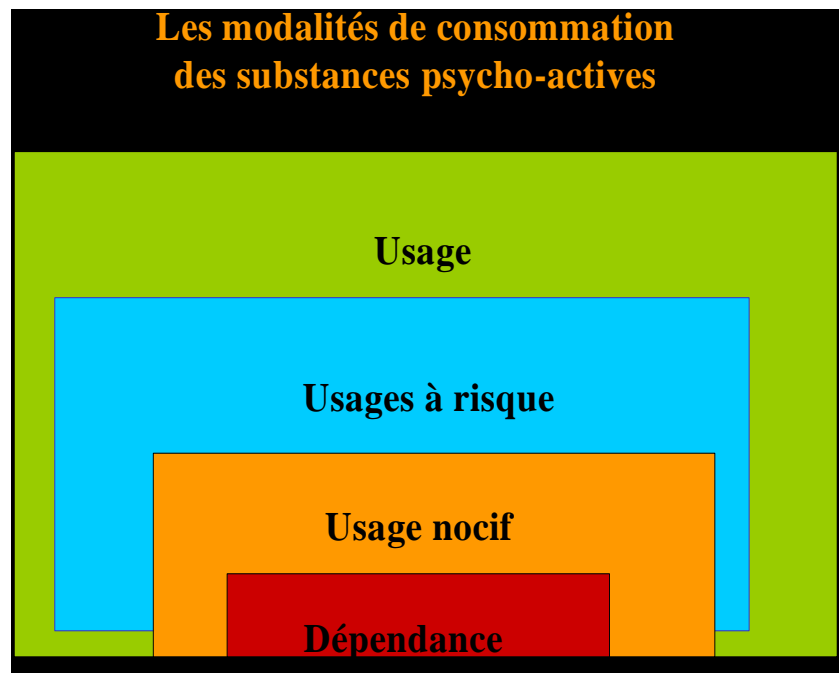 Les modalités de consommation
des substances psycho-actives
Usage
Usages à risque
Usage nocif
Dépendance